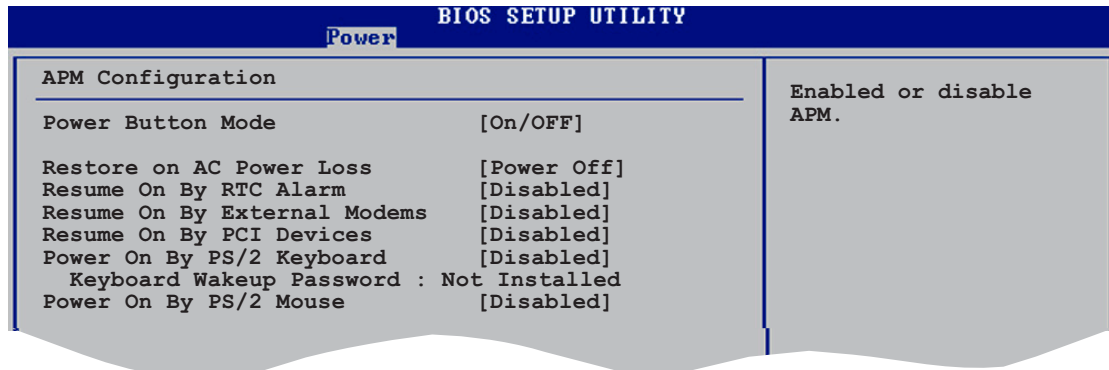 BIOS SETUP UTILITY
Power
APM Configuration
Power Button Mode [On/OFF]
Restore on AC Power Loss [Power Off]
Resume On By RTC Alarm [Disabled]
Resume On By External Modems [Disabled]
Resume On By PCI Devices [Disabled]
Power On By PS/2 Keyboard [Disabled]
Keyboard Wakeup Password : Not Installed
Power On By PS/2 Mouse [Disabled]
Enabled or disable
APM.